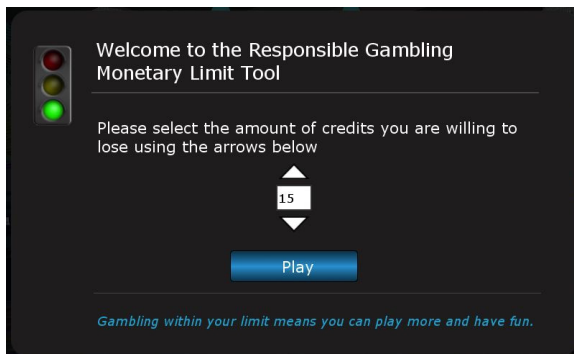 Welcome to the Responsible Gambling
Monetary Limit Tool
Please select the amount of credits you are willing to
lose using the arrows below
15
Play
Gambling within your limit means you can play more and have fun.